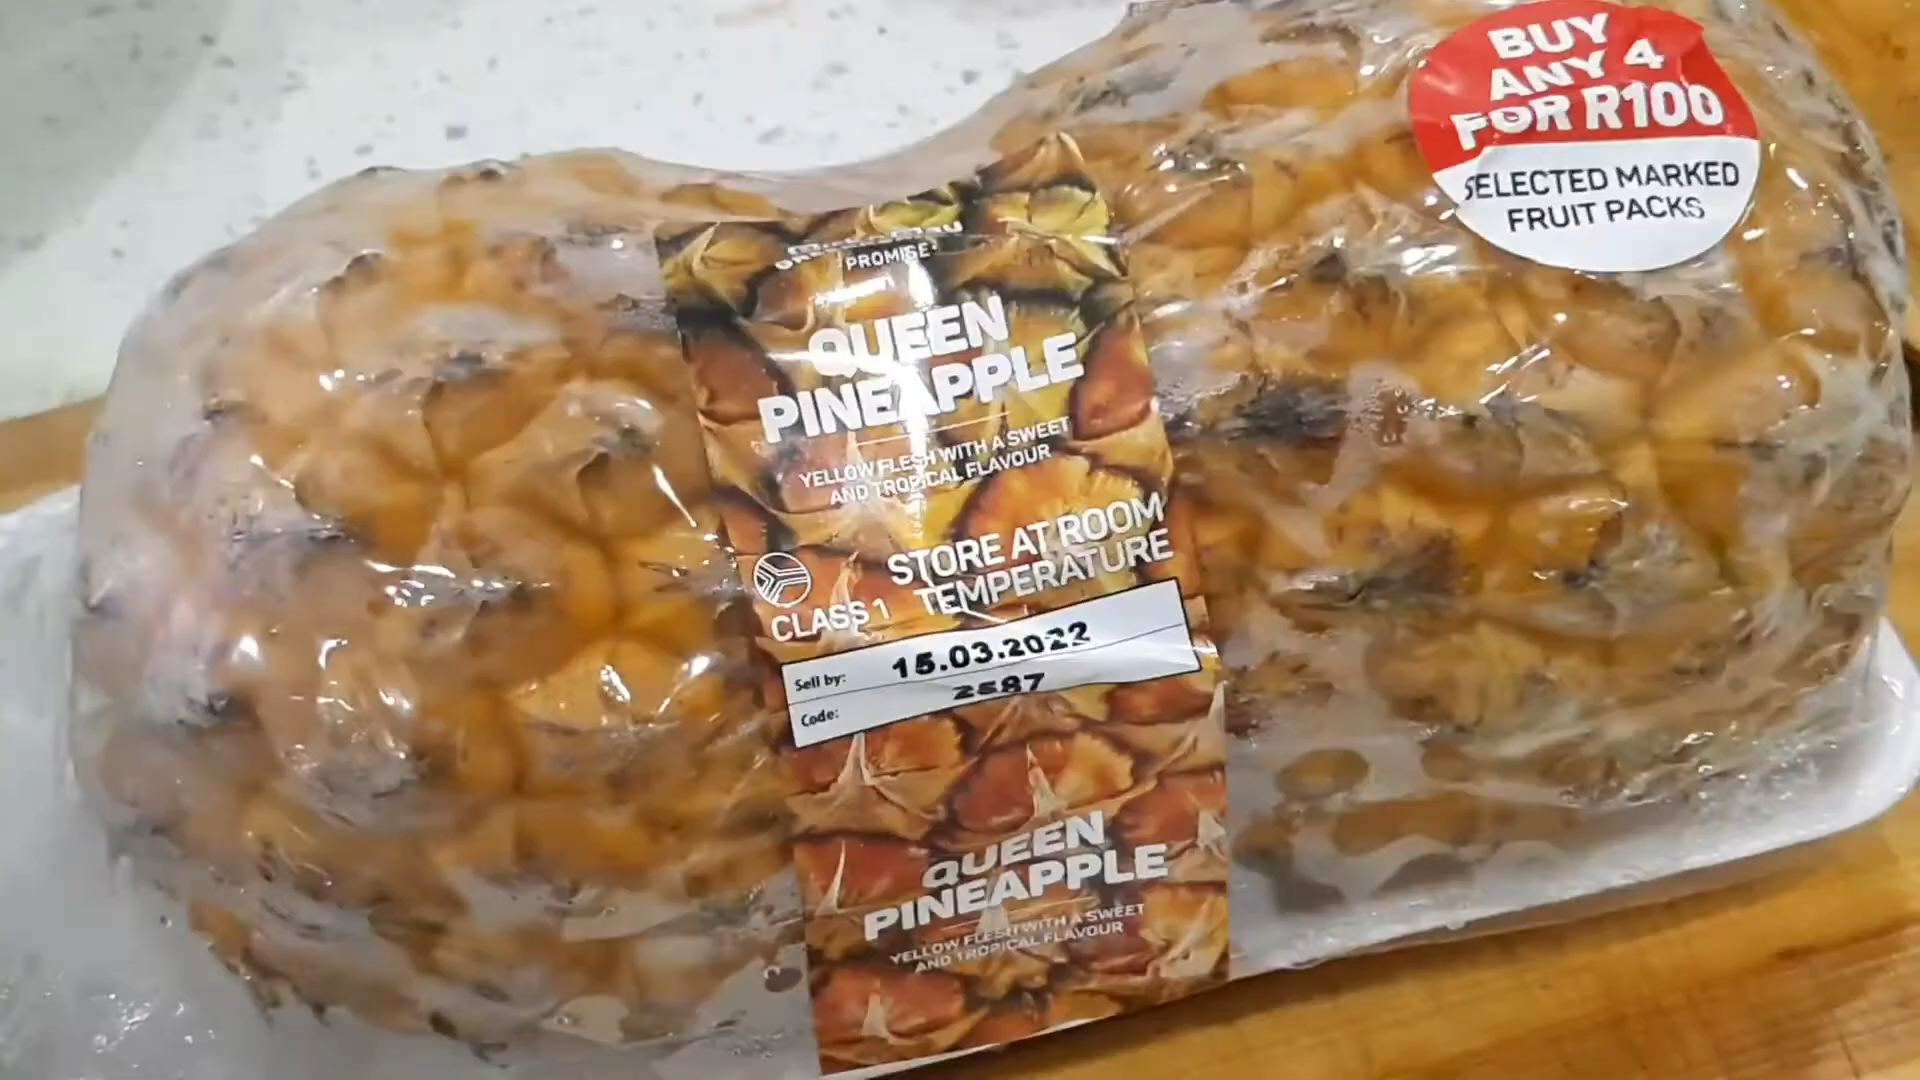 BUY
ANY 4
FOR R100
SELECTED MARKED
FRUIT PACKS
PROMISE
QUEEN
PINEAPPLE
YELLOW FLESH WITH A SWEET
AND TROPICAL FLAVOUR
STORE AT ROOM
TEMPERATURE
CLASS 1
Sell by: 15.03.2022
Code: 2587
QUEEN
PINEAPPLE
YELLOW FLESH WITH A SWEET
AND TROPICAL FLAVOUR